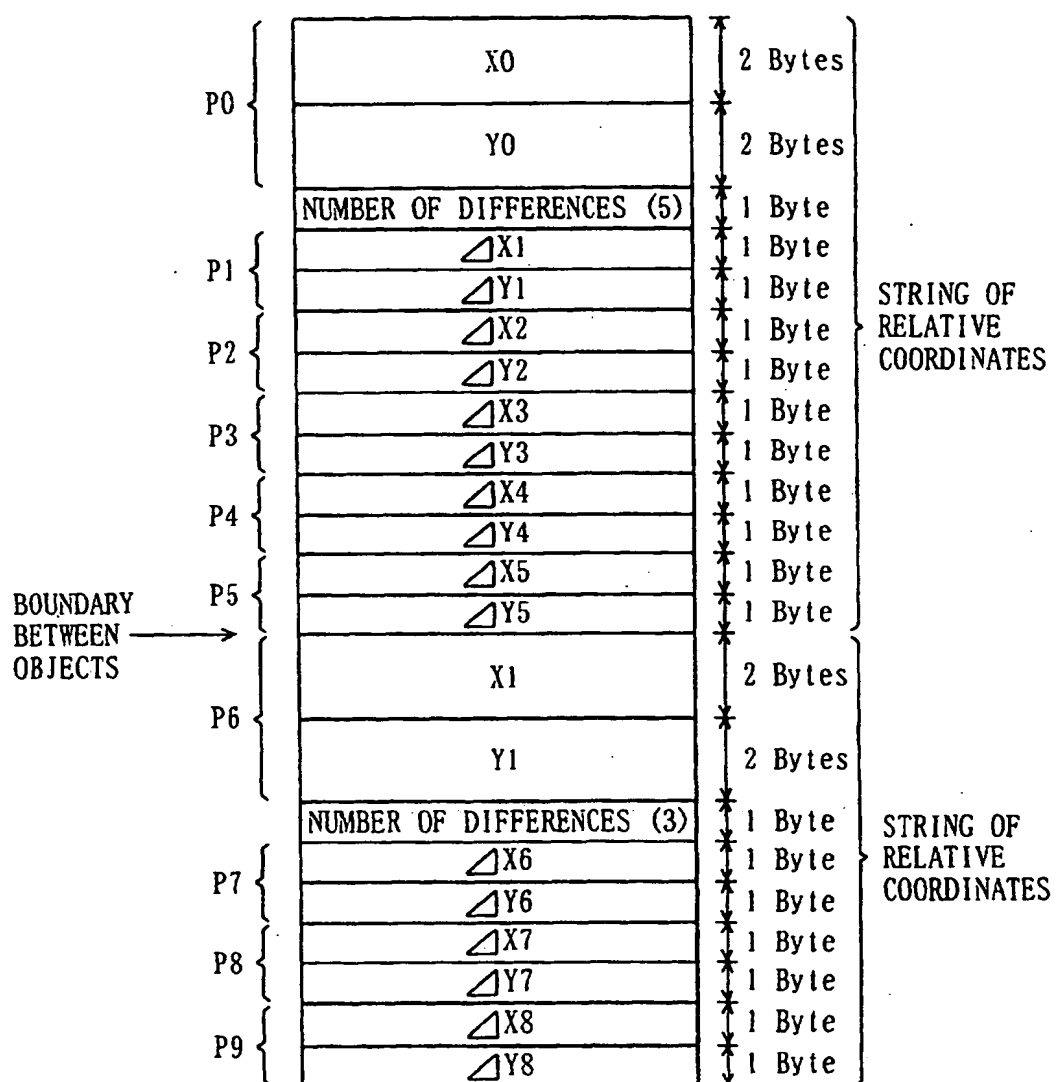 P0
X0
2 Bytes
Y0
2 Bytes
NUMBER OF DIFFERENCES (5)
1 Byte
P1
⊿X1
1 Byte
⊿Y1
1 Byte
P2
⊿X2
1 Byte
⊿Y2
1 Byte
P3
⊿X3
1 Byte
⊿Y3
1 Byte
P4
⊿X4
1 Byte
⊿Y4
1 Byte
P5
⊿X5
1 Byte
⊿Y5
1 Byte
STRING OF
RELATIVE
COORDINATES
BOUNDARY
BETWEEN
OBJECTS
P6
X1
2 Bytes
Y1
2 Bytes
NUMBER OF DIFFERENCES (3)
1 Byte
P7
⊿X6
1 Byte
⊿Y6
1 Byte
P8
⊿X7
1 Byte
⊿Y7
1 Byte
P9
⊿X8
1 Byte
⊿Y8
1 Byte
STRING OF
RELATIVE
COORDINATES